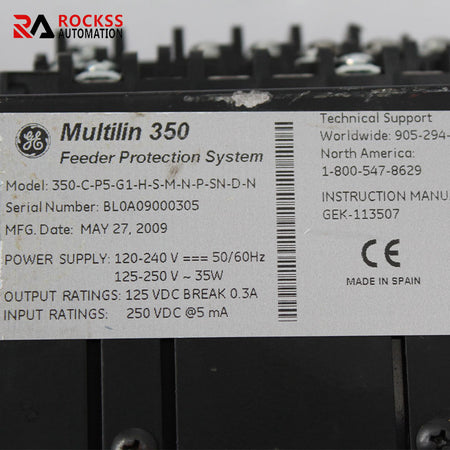 ROCKSS
AUTOMATION
GE
Multilin 350
Feeder Protection System
Model: 350-C-P5-G1-H-S-M-N-P-SN-D-N
Serial Number: BL0A09000305
MFG. Date: MAY 27, 2009
POWER SUPPLY: 120-240 V ⎓ 50/60Hz
125-250 V ~ 35W
OUTPUT RATINGS: 125 VDC BREAK 0.3A
INPUT RATINGS: 250 VDC @5 mA
Technical Support
Worldwide: 905-294-
North America:
1-800-547-8629
INSTRUCTION MANU
GEK-113507
CE
MADE IN SPAIN